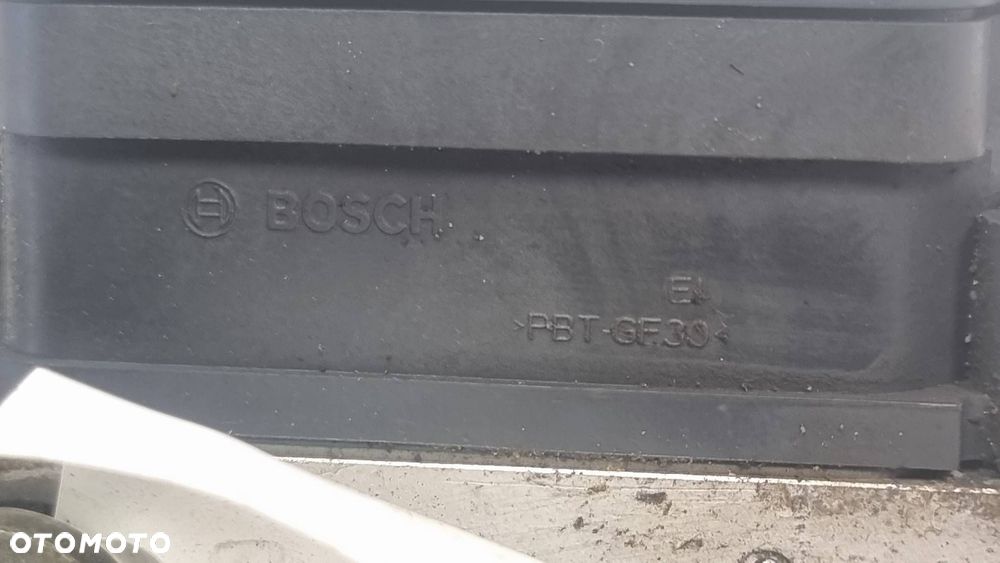 BOSCH
E
>PBT-GF30<
OTOMOTO